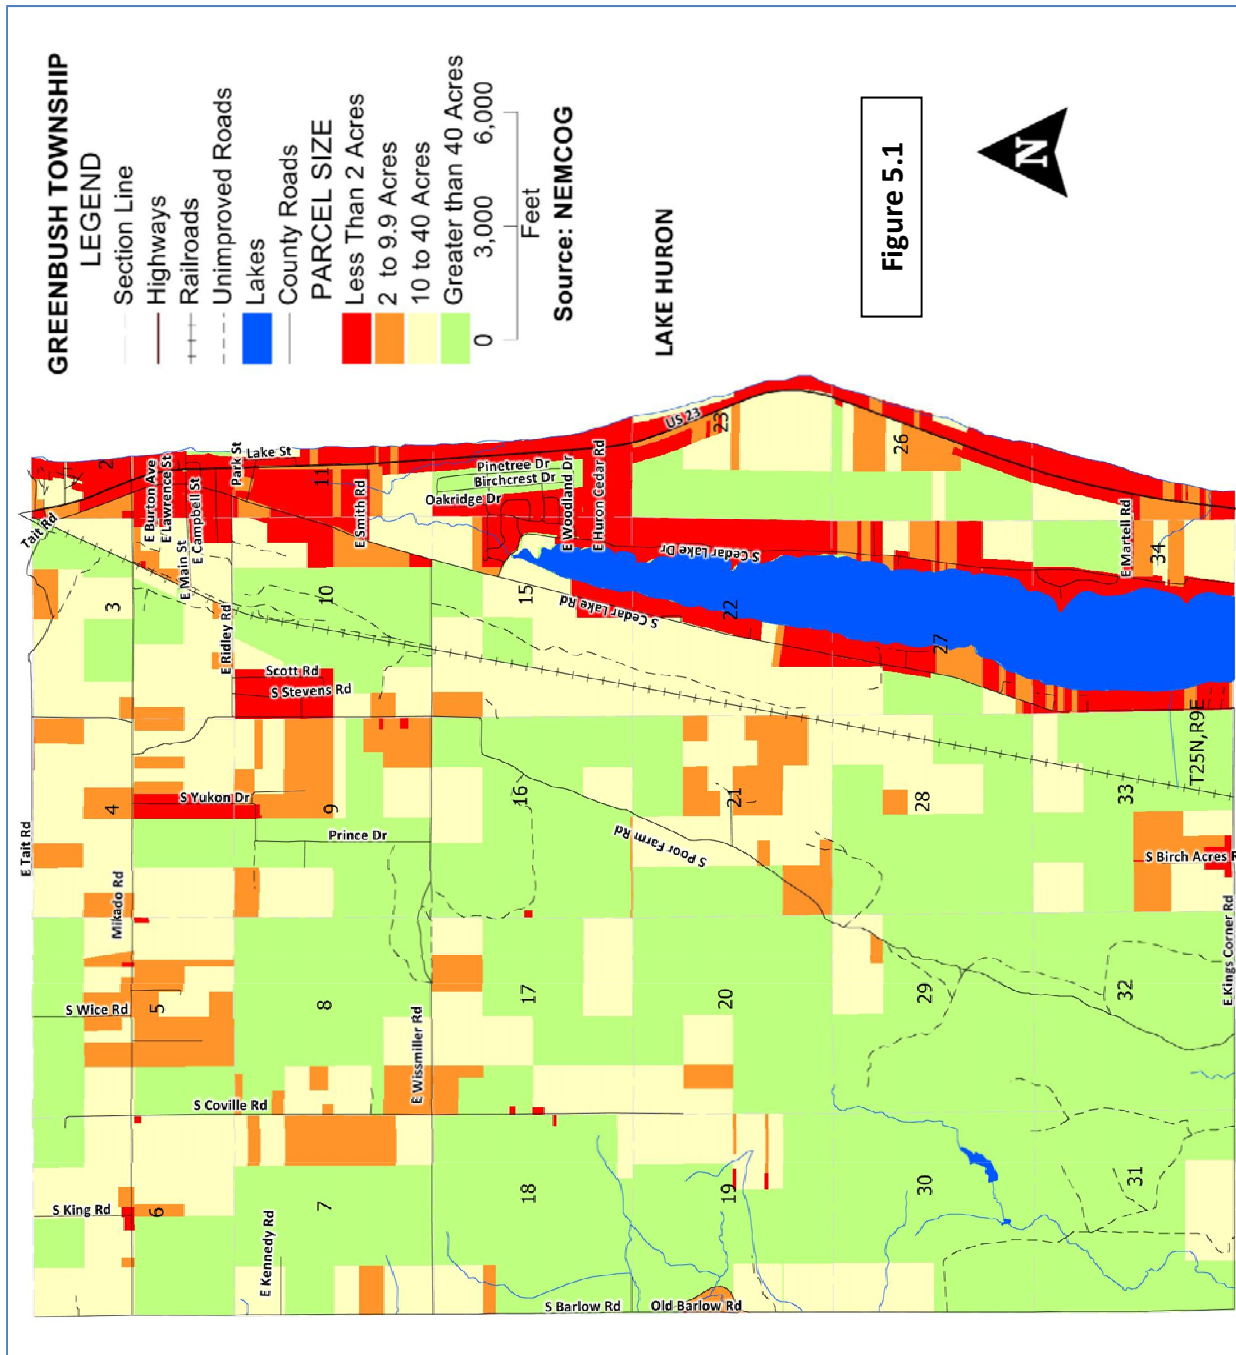 GREENBUSH TOWNSHIP
LEGEND
Section Line
Highways
Railroads
Unimproved Roads
Lakes
County Roads
PARCEL SIZE
Less Than 2 Acres
2 to 9.9 Acres
10 to 40 Acres
Greater than 40 Acres
0 3,000 6,000
Feet
Source: NEMCOG
LAKE HURON
Figure 5.1
N
Tait Rd
2
E Burton Ave
E Lawrence St
E Campbell St
E Main St
Park St
Lake St
3
E Ridley Rd
11
E Smith Rd
10
Scott Rd
S Stevens Rd
Pinetree Dr
Birchcrest Dr
Oakridge Dr
E Woodland Dr
E Huron Cedar Rd
US 23
23
26
15
S Cedar Lake Rd
S Cedar Lake Dr
22
27
E Martell Rd
34
T25N,R9E
E Tait Rd
4
S Yukon Dr
9
Prince Dr
Mikado Rd
16
S Poor Farm Rd
21
28
33
S Birch Acres R
E Kings Corner Rd
S Wice Rd
5
8
E Wissmiller Rd
17
20
29
32
S Coville Rd
S King Rd
6
7
E Kennedy Rd
18
19
30
31
S Barlow Rd
Old Barlow Rd